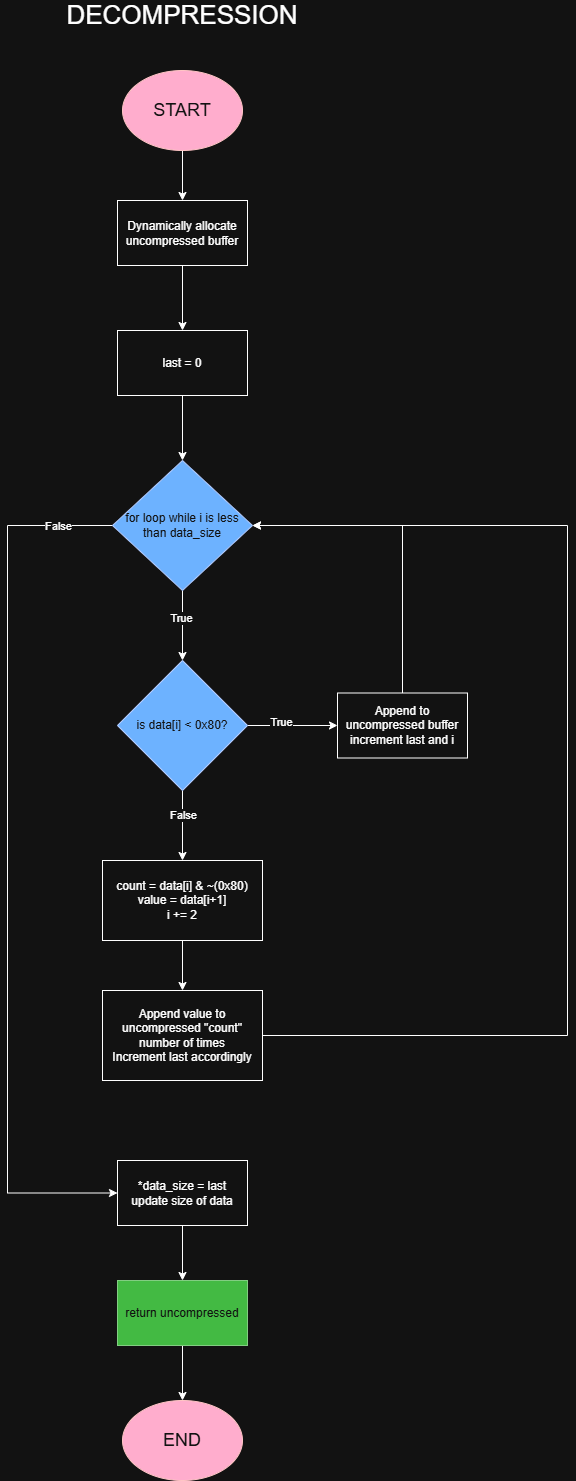 DECOMPRESSION
START
Dynamically allocate
uncompressed buffer
last = 0
for loop while i is less
than data_size
False
True
is data[i] < 0x80?
True
Append to
uncompressed buffer
increment last and i
False
count = data[i] & ~(0x80)
value = data[i+1]
i += 2
Append value to
uncompressed "count"
number of times
Increment last accordingly
*data_size = last
update size of data
return uncompressed
END